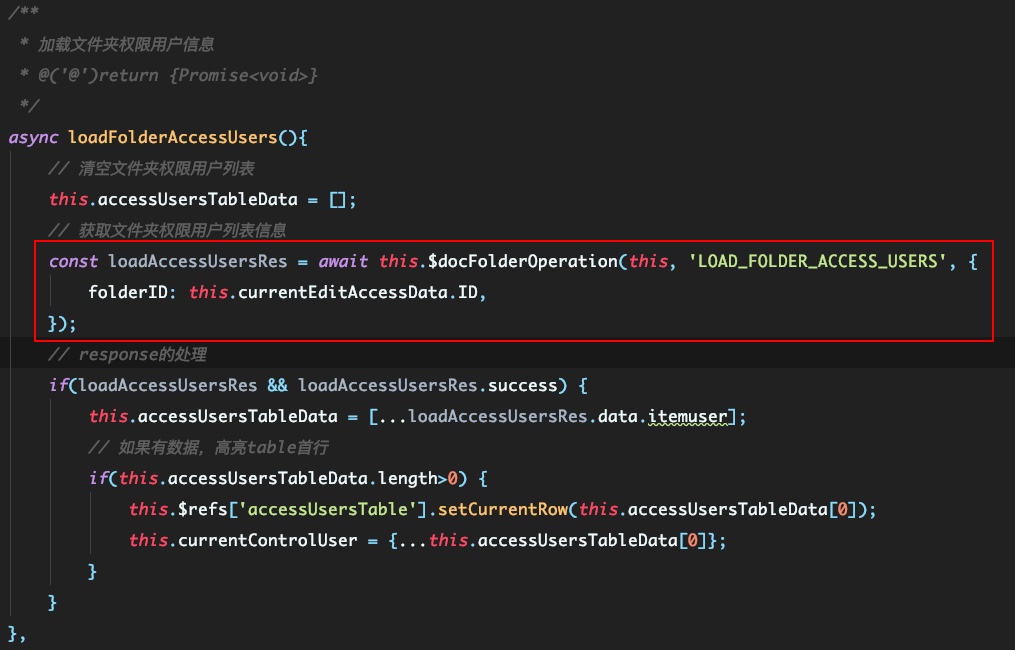 /**
 * 加载文件夹权限用户信息
 * @('@')return {Promise<void>}
 */
async loadFolderAccessUsers(){
    // 清空文件夹权限用户列表
    this.accessUsersTableData = [];
    // 获取文件夹权限用户列表信息
    const loadAccessUsersRes = await this.$docFolderOperation(this, 'LOAD_FOLDER_ACCESS_USERS', {
        folderID: this.currentEditAccessData.ID,
    });
    // response的处理
    if(loadAccessUsersRes && loadAccessUsersRes.success) {
        this.accessUsersTableData = [...loadAccessUsersRes.data.itemuser];
        // 如果有数据, 高亮table首行
        if(this.accessUsersTableData.length>0) {
            this.$refs['accessUsersTable'].setCurrentRow(this.accessUsersTableData[0]);
            this.currentControlUser = {...this.accessUsersTableData[0]};
        }
    }
},